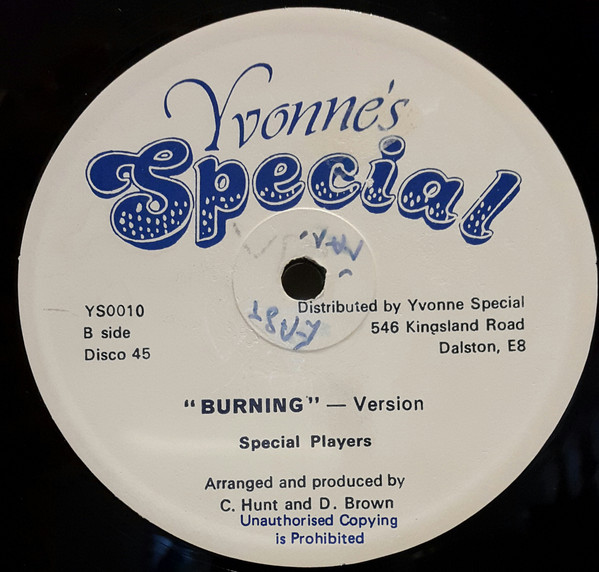 Yvonne's
Special
YS0010
B side
Disco 45
Distributed by Yvonne Special
546 Kingsland Road
Dalston, E8
"BURNING" — Version
Special Players
Arranged and produced by
C. Hunt and D. Brown
Unauthorised Copying
is Prohibited